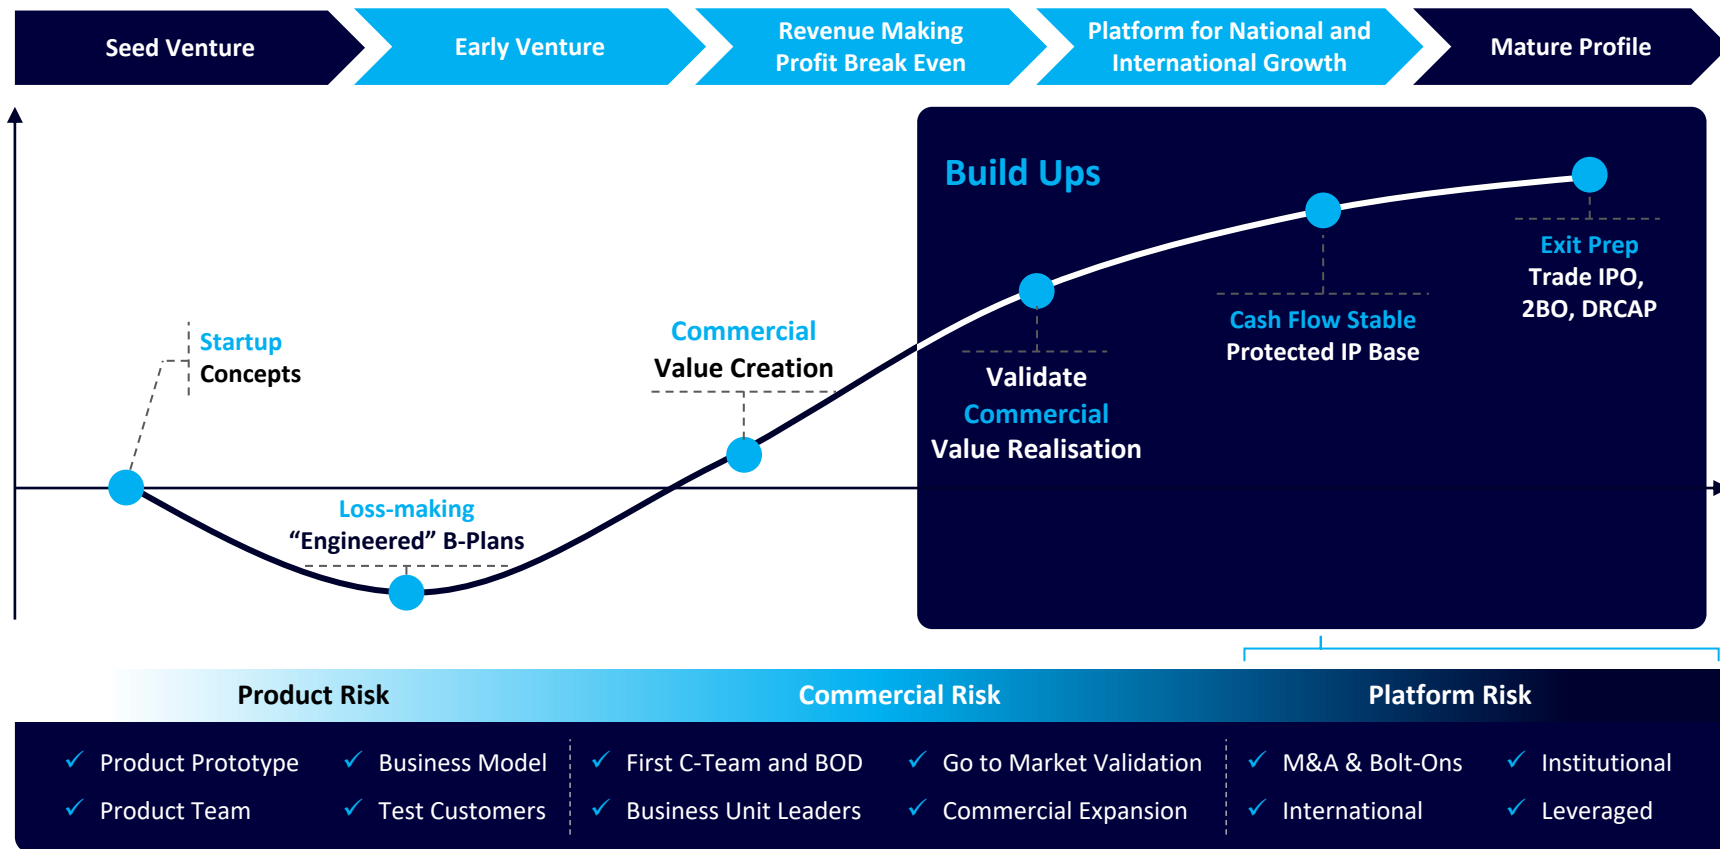 Seed Venture
Early Venture
Revenue Making
Profit Break Even
Platform for National and
International Growth
Mature Profile
Build Ups
Startup
Concepts
Loss-making
“Engineered” B-Plans
Commercial
Value Creation
Validate
Commercial
Value Realisation
Cash Flow Stable
Protected IP Base
Exit Prep
Trade IPO,
2BO, DRCAP
Product Risk
Commercial Risk
Platform Risk
✓ Product Prototype
✓ Product Team
✓ Business Model
✓ Test Customers
✓ First C-Team and BOD
✓ Business Unit Leaders
✓ Go to Market Validation
✓ Commercial Expansion
✓ M&A & Bolt-Ons
✓ International
✓ Institutional
✓ Leveraged